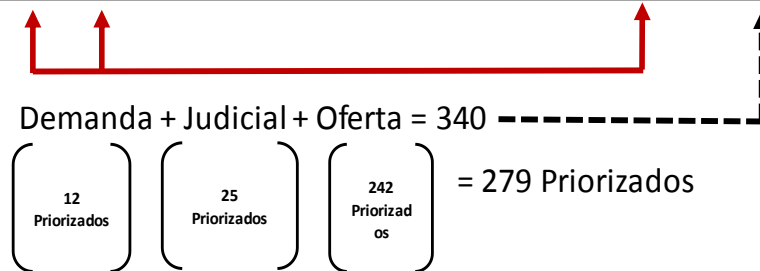 Demanda + Judicial + Oferta = 340
12
Priorizados
25
Priorizados
242
Priorizad
os
= 279 Priorizados